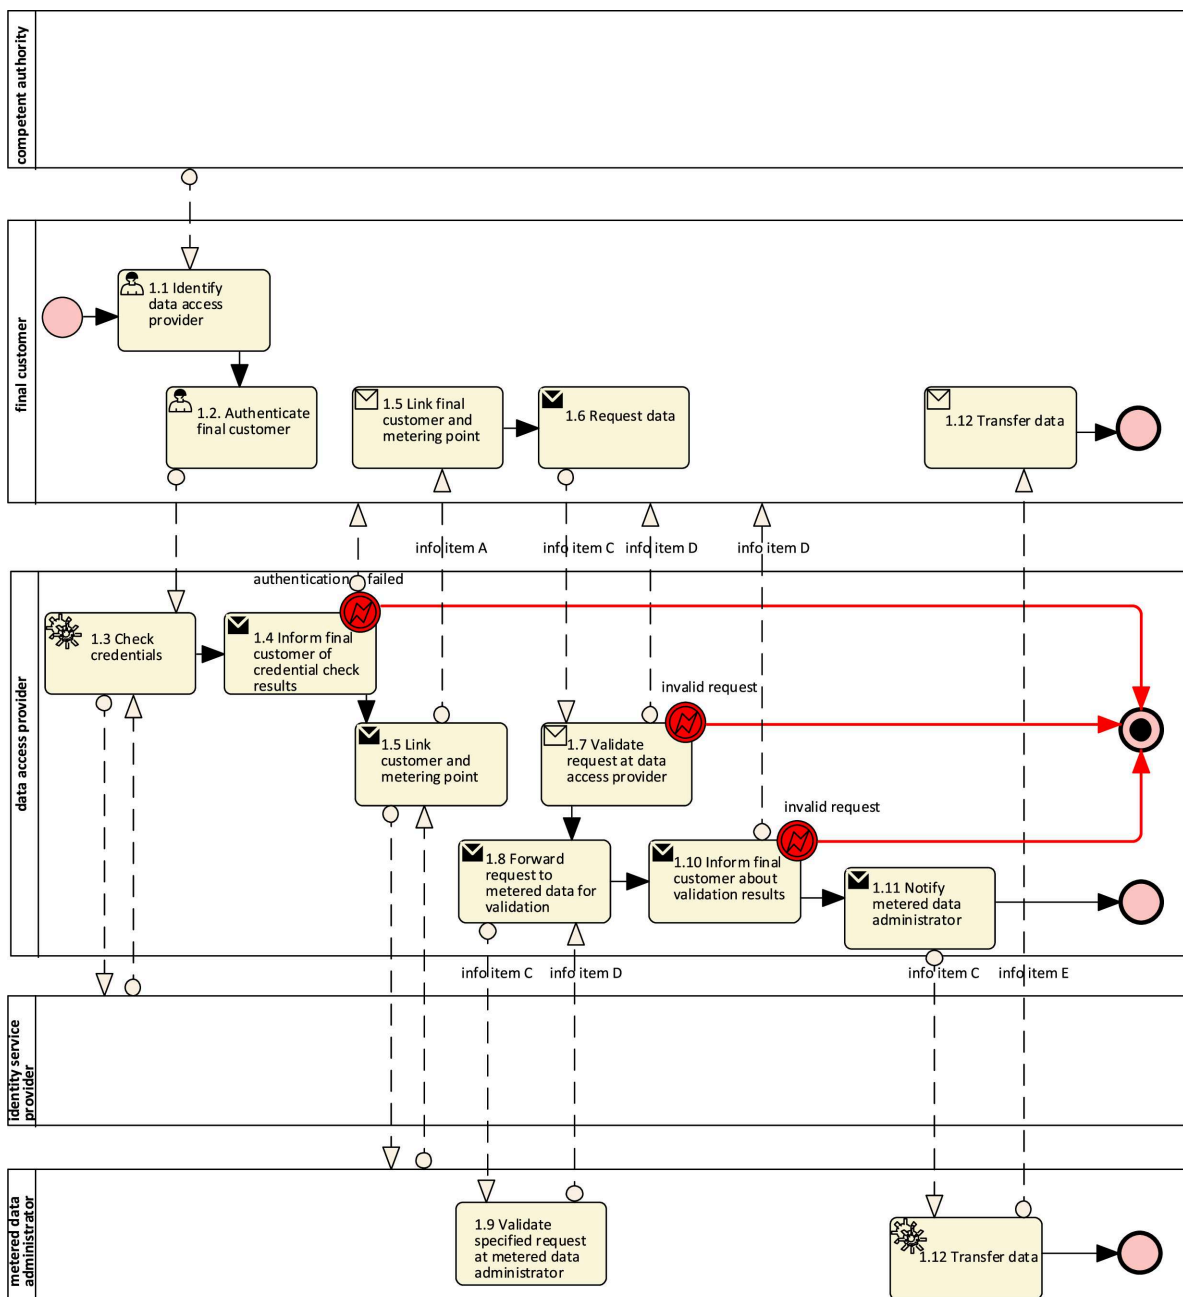 competent authority
final customer
1.1 Identify
data access
provider
1.2. Authenticate
final customer
1.5 Link final
customer and
metering point
1.6 Request data
1.12 Transfer data
info item A
info item C
info item D
info item D
data access provider
authentication failed
1.3 Check
credentials
1.4 Inform final
customer of
credential check
results
1.5 Link
customer and
metering point
invalid request
1.7 Validate
request at data
access provider
invalid request
1.8 Forward
request to
metered data for
validation
1.10 Inform final
customer about
validation results
1.11 Notify
metered data
administrator
info item C
info item D
info item C
info item E
identity service
provider
metered data
administrator
1.9 Validate
specified request
at metered data
administrator
1.12 Transfer data